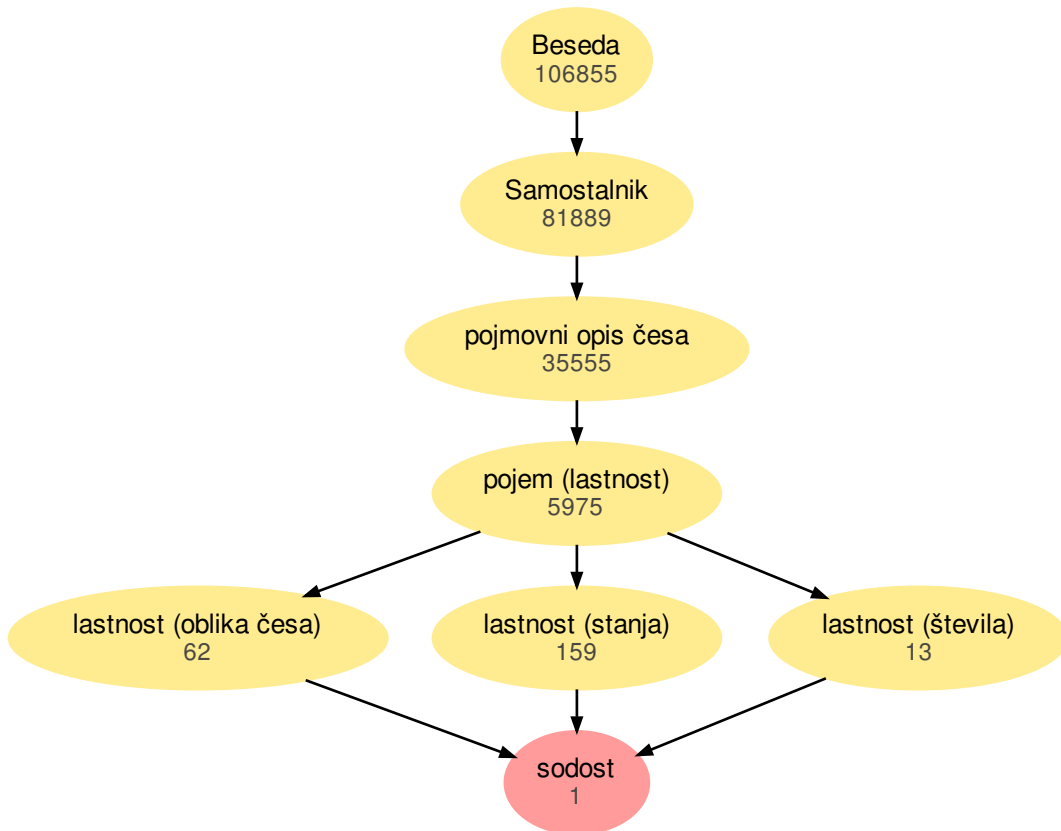 Beseda
106855
Samostalnik
81889
pojmovni opis česa
35555
pojem (lastnost)
5975
lastnost (oblika česa)
62
lastnost (stanja)
159
lastnost (števila)
13
sodost
1